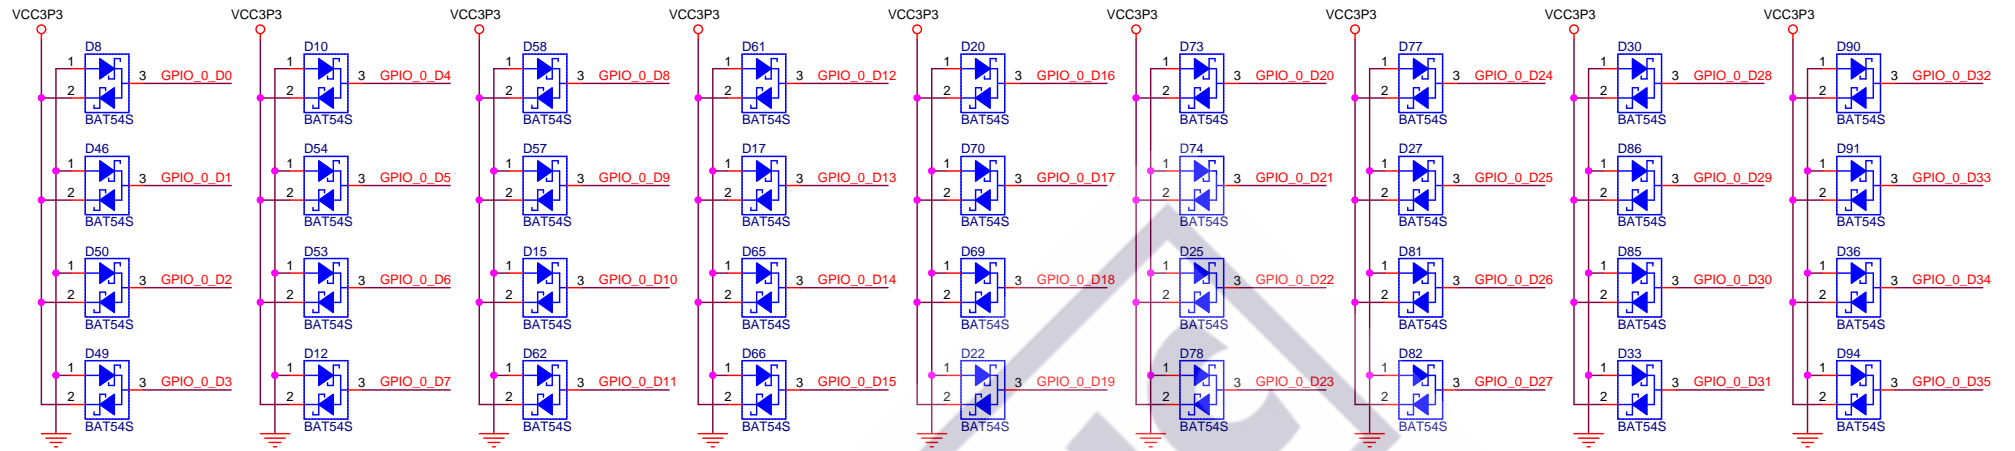 VCC3P3 VCC3P3 VCC3P3 VCC3P3 VCC3P3 VCC3P3 VCC3P3 VCC3P3 VCC3P3
D8 D10 D58 D61 D20 D73 D77 D30 D90
1 3 GPIO_0_D0 1 3 GPIO_0_D4 1 3 GPIO_0_D8 1 3 GPIO_0_D12 1 3 GPIO_0_D16 1 3 GPIO_0_D20 1 3 GPIO_0_D24 1 3 GPIO_0_D28 1 3 GPIO_0_D32
2 2 2 2 2 2 2 2 2
BAT54S BAT54S BAT54S BAT54S BAT54S BAT54S BAT54S BAT54S BAT54S
D46 D54 D57 D17 D70 D74 D27 D86 D91
1 3 GPIO_0_D1 1 3 GPIO_0_D5 1 3 GPIO_0_D9 1 3 GPIO_0_D13 1 3 GPIO_0_D17 1 3 GPIO_0_D21 1 3 GPIO_0_D25 1 3 GPIO_0_D29 1 3 GPIO_0_D33
2 2 2 2 2 2 2 2 2
BAT54S BAT54S BAT54S BAT54S BAT54S BAT54S BAT54S BAT54S BAT54S
D50 D53 D15 D65 D69 D25 D81 D85 D36
1 3 GPIO_0_D2 1 3 GPIO_0_D6 1 3 GPIO_0_D10 1 3 GPIO_0_D14 1 3 GPIO_0_D18 1 3 GPIO_0_D22 1 3 GPIO_0_D26 1 3 GPIO_0_D30 1 3 GPIO_0_D34
2 2 2 2 2 2 2 2 2
BAT54S BAT54S BAT54S BAT54S BAT54S BAT54S BAT54S BAT54S BAT54S
D49 D12 D62 D66 D22 D78 D82 D33 D94
1 3 GPIO_0_D3 1 3 GPIO_0_D7 1 3 GPIO_0_D11 1 3 GPIO_0_D15 1 3 GPIO_0_D19 1 3 GPIO_0_D23 1 3 GPIO_0_D27 1 3 GPIO_0_D31 1 3 GPIO_0_D35
2 2 2 2 2 2 2 2 2
BAT54S BAT54S BAT54S BAT54S BAT54S BAT54S BAT54S BAT54S BAT54S